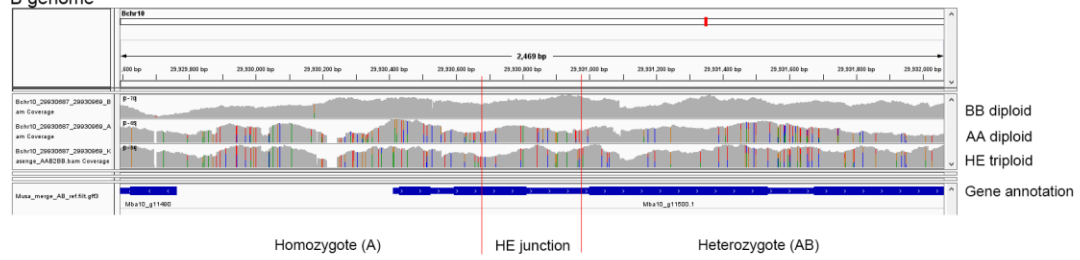 B genome
Bchr10
2,469 bp
,600 bp 29,929,800 bp 29,930,000 bp 29,930,200 bp 29,930,400 bp 29,930,600 bp 29,930,800 bp 29,931,000 bp 29,931,200 bp 29,931,400 bp 29,931,600 bp 29,931,800 bp 29,932,000 bp
Bchr10_29930687_29930969_B
am Coverage
BB diploid
Bchr10_29930687_29930969_A
am Coverage
AA diploid
Bchr10_29930687_29930969_K
asenge_AAB2BB.bam Coverage
HE triploid
Musa_merge_AB_ref.filt.gff3
Gene annotation
Mba10_g11490 Mba10_g11500.1
Homozygote (A) HE junction Heterozygote (AB)